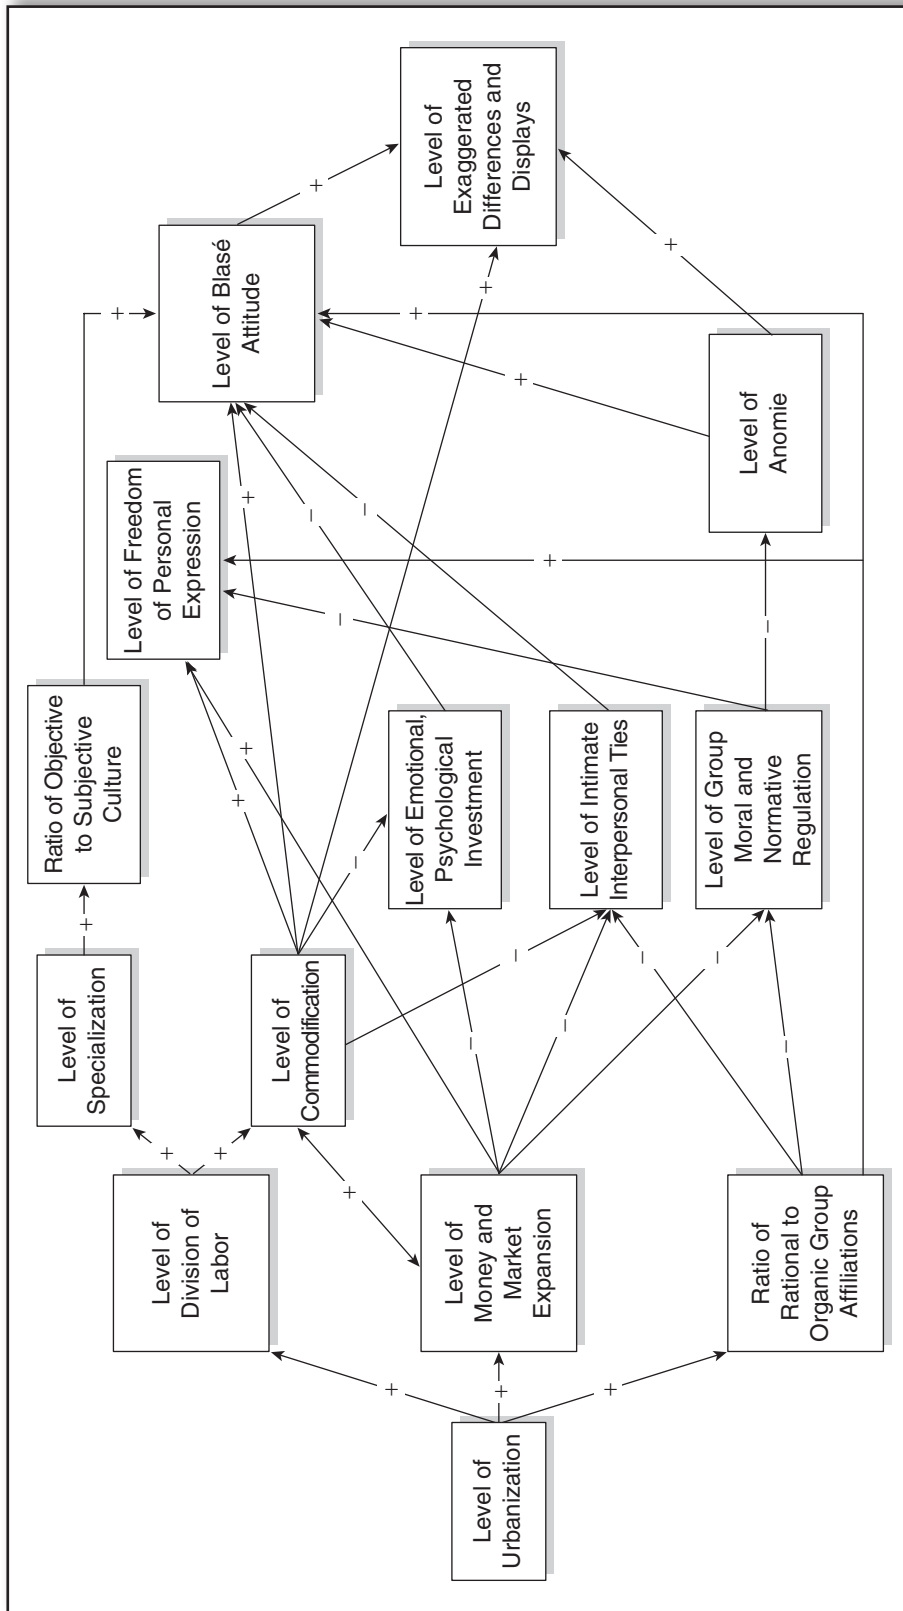 Level of
Urbanization
+
+
+
Level of
Division of
Labor
Level of
Money and
Market
Expansion
Ratio of
Rational to
Organic Group
Affiliations
+
+
+
Level of
Specialization
Level of
Commodification
+
–
–
–
–
–
–
Ratio of Objective
to Subjective
Culture
Level of Emotional,
Psychological
Investment
Level of Intimate
Interpersonal Ties
Level of Group
Moral and
Normative
Regulation
–
+
+
Level of Freedom
of Personal
Expression
–
+
–
+
–
–
Level of
Anomie
+
Level of Blasé
Attitude
+
+
+
+
+
Level of
Exaggerated
Differences and
Displays